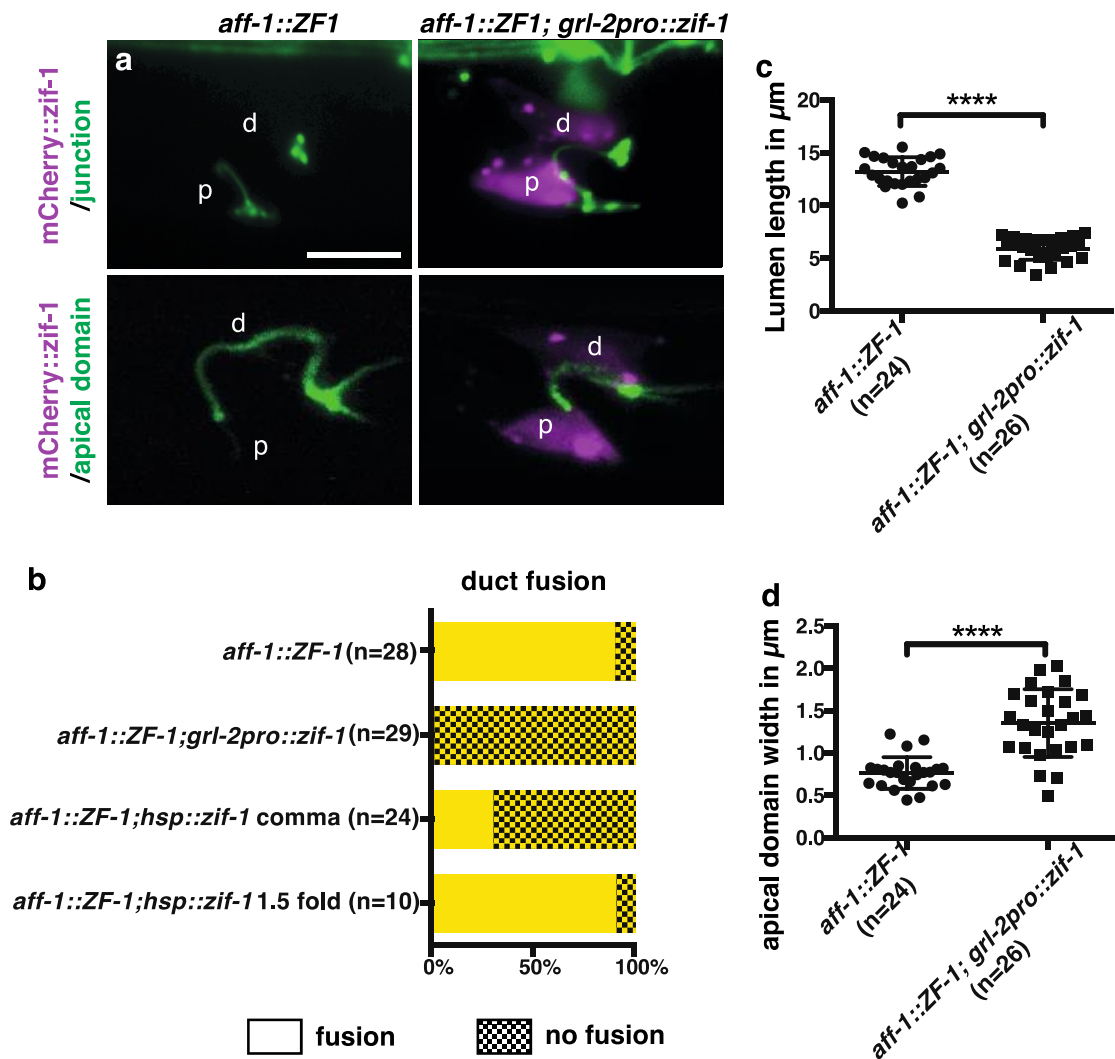 aff-1::ZF1
aff-1::ZF1; grl-2pro::zif-1
a
mCherry::zif-1
/junction
d
p
d
p
mCherry::zif-1
/apical domain
d
p
d
p
b
duct fusion
aff-1::ZF-1(n=28)
aff-1::ZF-1;grl-2pro::zif-1(n=29)
aff-1::ZF-1;hsp::zif-1 comma (n=24)
aff-1::ZF-1;hsp::zif-11.5 fold (n=10)
0% 50% 100%
fusion
no fusion
c
Lumen length in µm
20
15
10
5
0
****
aff-1::ZF-1
(n=24)
aff-1::ZF-1; grl-2pro::zif-1
(n=26)
d
apical domain width in µm
2.5
2.0
1.5
1.0
0.5
0.0
****
aff-1::ZF-1
(n=24)
aff-1::ZF-1; grl-2pro::zif-1
(n=26)